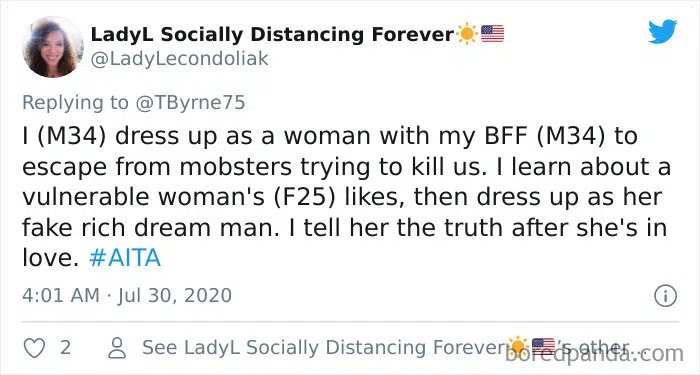 LadyL Socially Distancing Forever☀️🇺🇸
@LadyLecondoliak
Replying to @TByrne75
I (M34) dress up as a woman with my BFF (M34) to
escape from mobsters trying to kill us. I learn about a
vulnerable woman's (F25) likes, then dress up as her
fake rich dream man. I tell her the truth after she's in
love. #AITA
4:01 AM · Jul 30, 2020
2 See LadyL Socially Distancing Forever☀️🇺🇸's other...
boredpanda.com